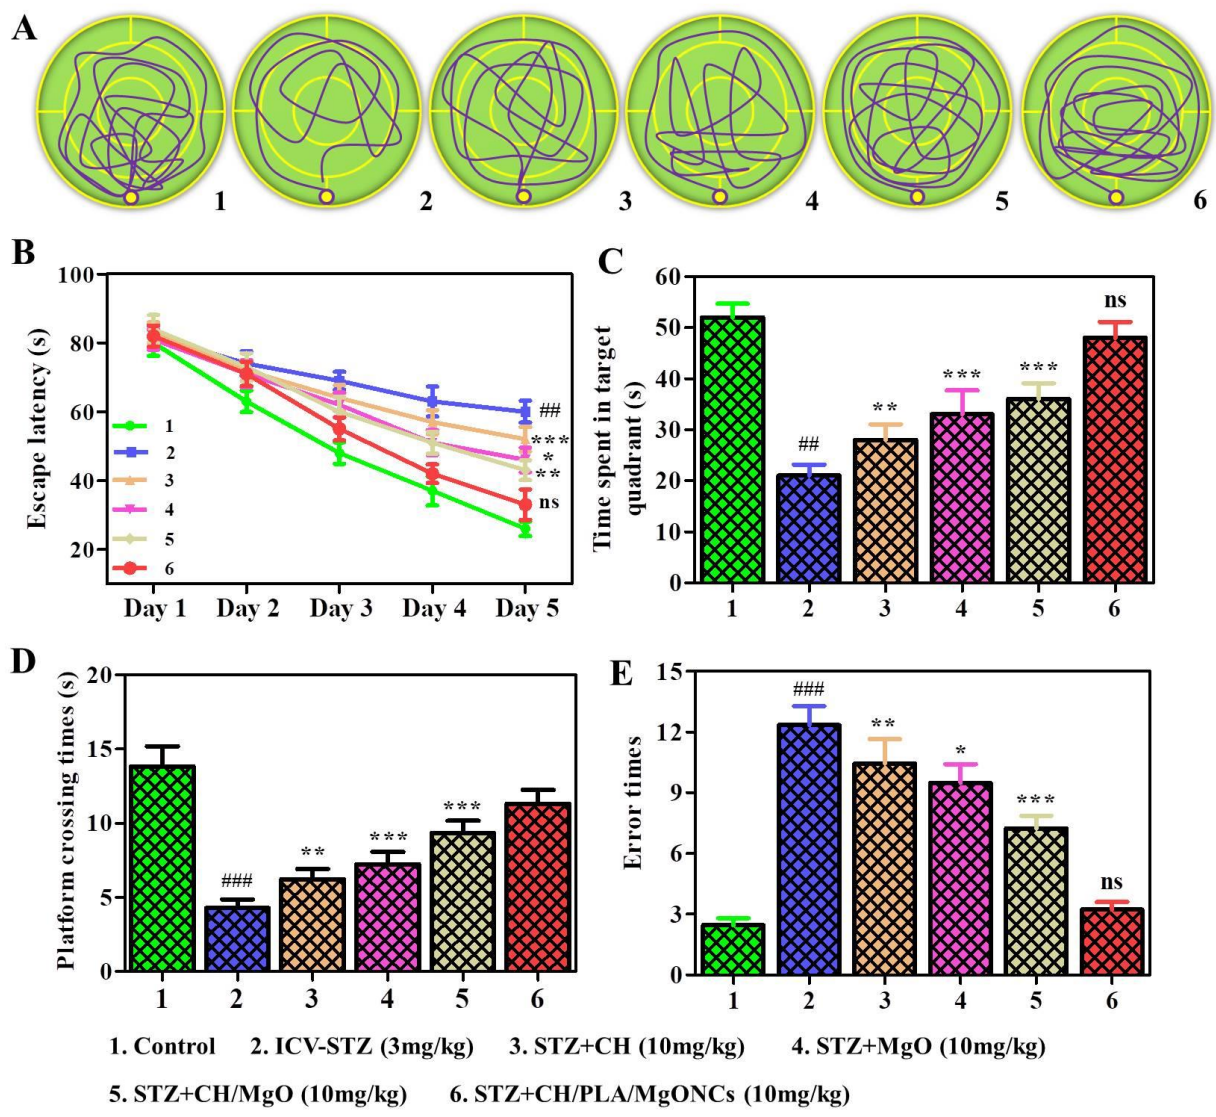 A
1 2 3 4 5 6
B
Escape latency (s)
100
80
60
40
20
1
2
3
4
5
6
##
***
*
**
ns
Day 1 Day 2 Day 3 Day 4 Day 5
C
Time spent in target
quadrant (s)
60
50
40
30
20
10
0
##
**
***
***
ns
1 2 3 4 5 6
D
Platform crossing times (s)
20
15
10
5
0
###
**
***
***
1 2 3 4 5 6
E
Error times
15
12
9
6
3
0
###
**
*
***
ns
1 2 3 4 5 6
1. Control 2. ICV-STZ (3mg/kg) 3. STZ+CH (10mg/kg) 4. STZ+MgO (10mg/kg)
5. STZ+CH/MgO (10mg/kg) 6. STZ+CH/PLA/MgONCs (10mg/kg)